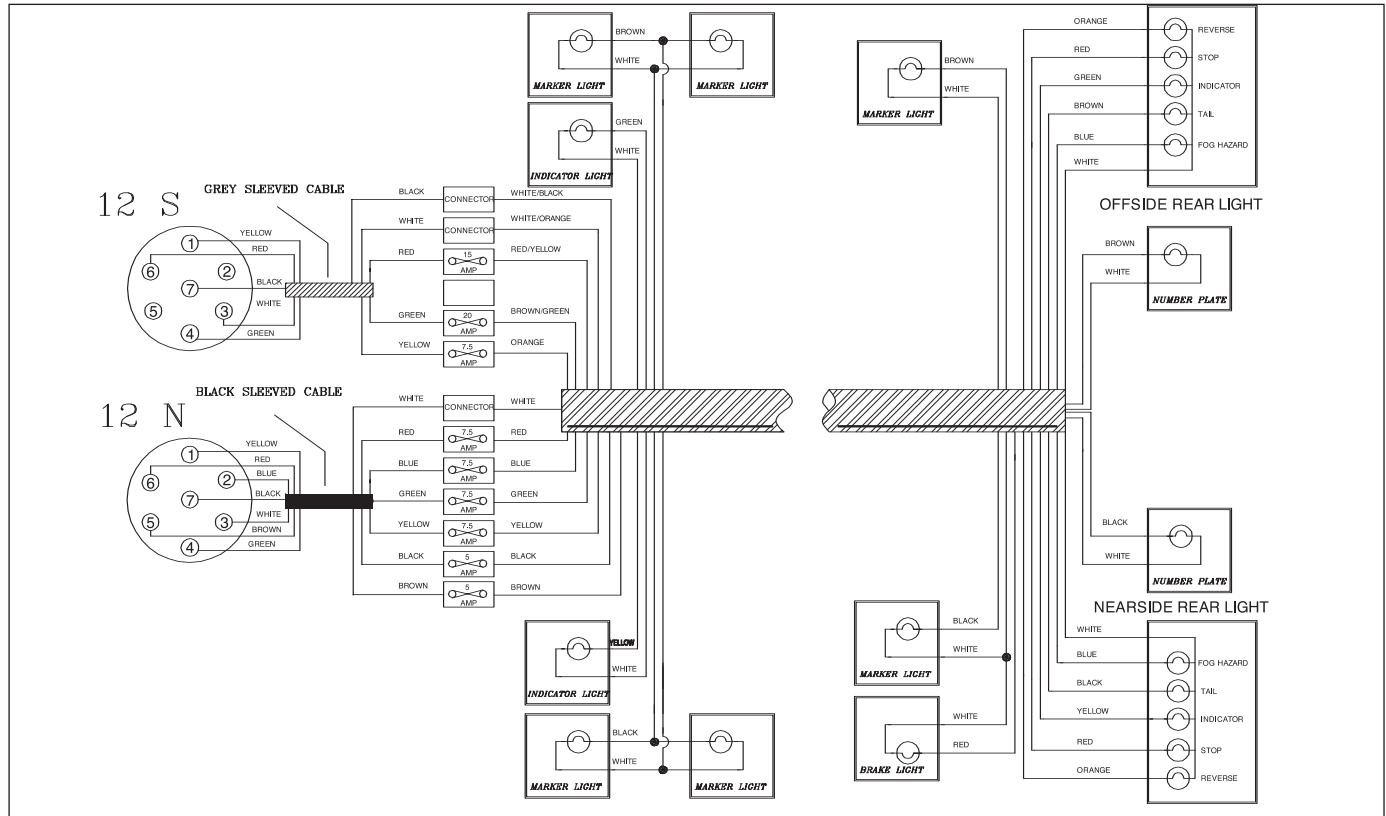 BROWN
WHITE
MARKER LIGHT
MARKER LIGHT
GREEN
WHITE
INDICATOR LIGHT
GREY SLEEVED CABLE
12 S
YELLOW
RED
BLACK
WHITE
GREEN
1
6
2
7
5
3
4
BLACK
CONNECTOR
WHITE/BLACK
WHITE
CONNECTOR
WHITE/ORANGE
RED
15
AMP
RED/YELLOW
GREEN
20
AMP
BROWN/GREEN
YELLOW
7.5
AMP
ORANGE
BLACK SLEEVED CABLE
12 N
YELLOW
RED
BLUE
BLACK
WHITE
BROWN
GREEN
1
6
2
7
5
3
4
WHITE
CONNECTOR
WHITE
RED
7.5
AMP
RED
BLUE
7.5
AMP
BLUE
GREEN
7.5
AMP
GREEN
YELLOW
7.5
AMP
YELLOW
BLACK
5
AMP
BLACK
BROWN
5
AMP
BROWN
YELLOW
WHITE
INDICATOR LIGHT
BLACK
WHITE
MARKER LIGHT
MARKER LIGHT
BROWN
WHITE
MARKER LIGHT
ORANGE
REVERSE
RED
STOP
GREEN
INDICATOR
BROWN
TAIL
BLUE
FOG HAZARD
WHITE
OFFSIDE REAR LIGHT
BROWN
WHITE
NUMBER PLATE
BLACK
WHITE
NUMBER PLATE
NEARSIDE REAR LIGHT
BLACK
WHITE
MARKER LIGHT
WHITE
RED
BRAKE LIGHT
WHITE
BLUE
FOG HAZARD
BLACK
TAIL
YELLOW
INDICATOR
RED
STOP
ORANGE
REVERSE